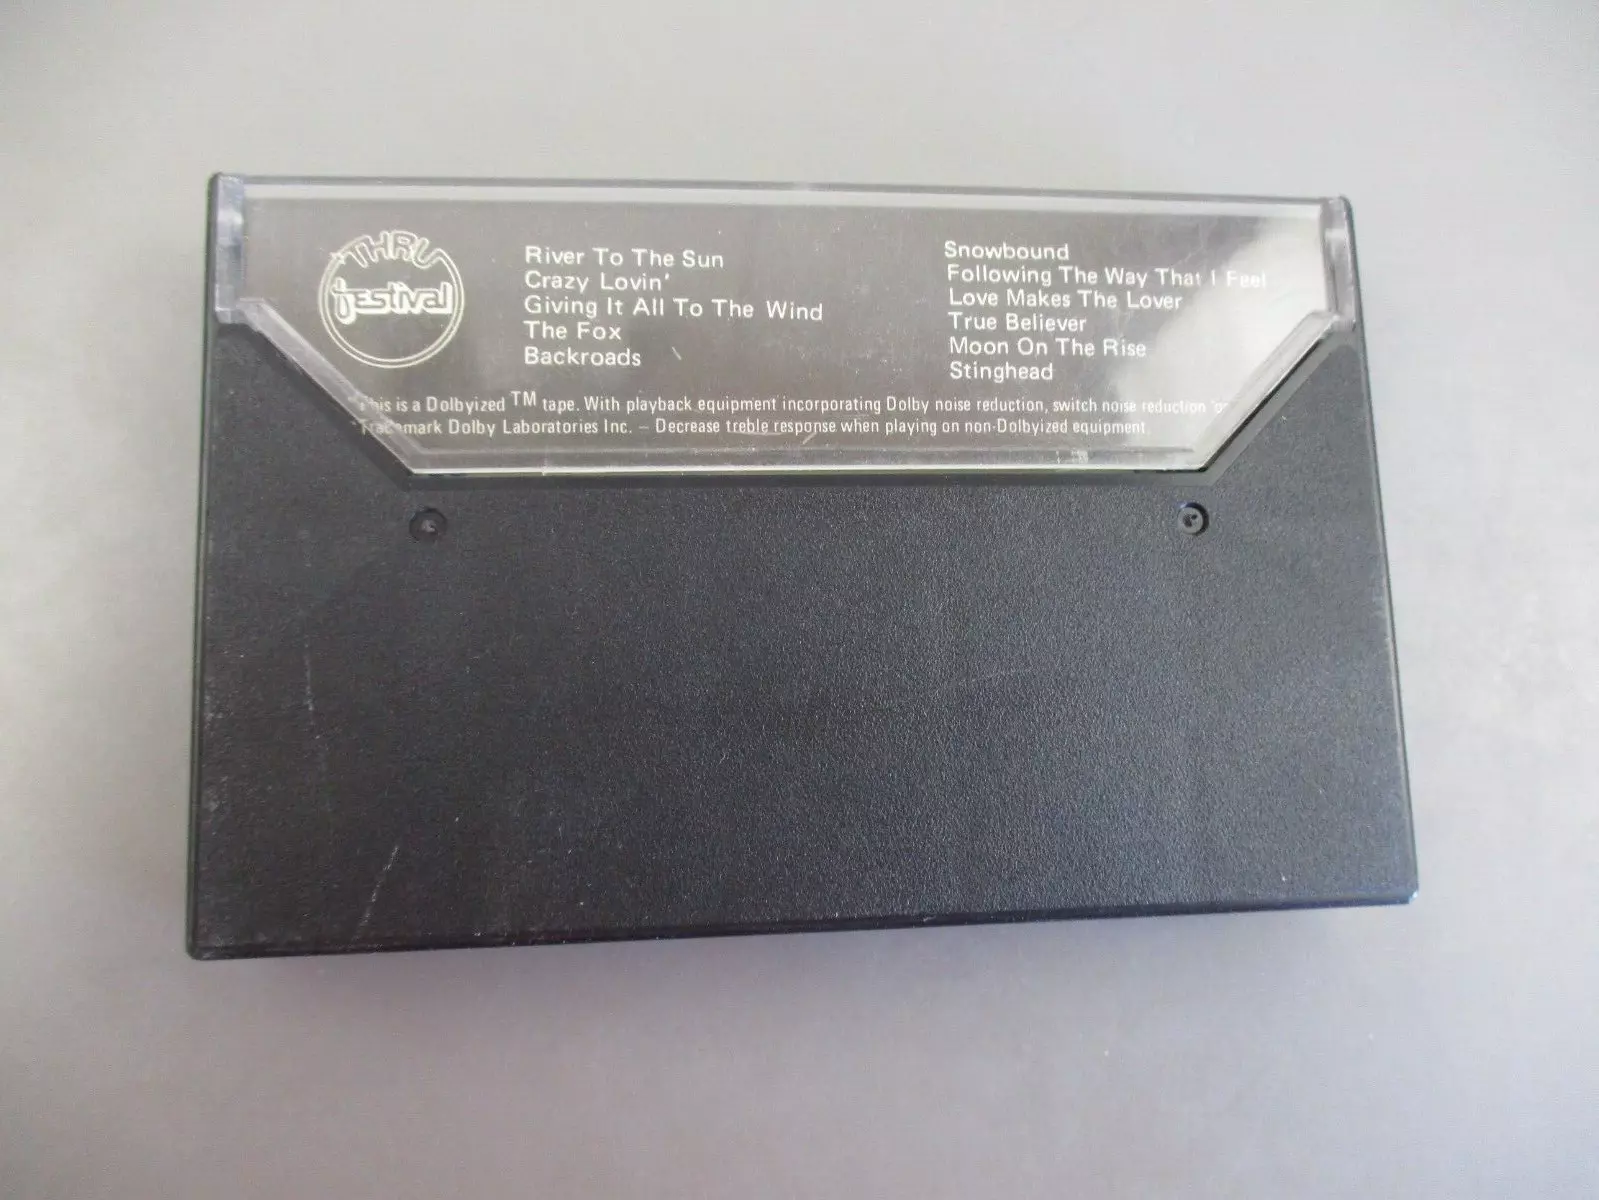 THRU
festival
River To The Sun
Crazy Lovin'
Giving It All To The Wind
The Fox
Backroads
Snowbound
Following The Way That I Feel
Love Makes The Lover
True Believer
Moon On The Rise
Stinghead
This is a Dolbyized TM tape. With playback equipment incorporating Dolby noise reduction, switch noise reduction
Trademark Dolby Laboratories Inc. – Decrease treble response when playing on non-Dolbyized equipment.